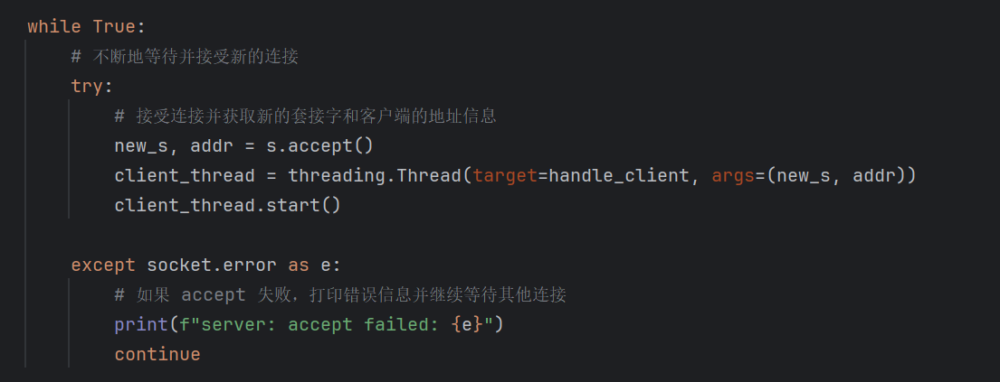 while True:
# 不断地等待并接受新的连接
try:
# 接受连接并获取新的套接字和客户端的地址信息
new_s, addr = s.accept()
client_thread = threading.Thread(target=handle_client, args=(new_s, addr))
client_thread.start()
except socket.error as e:
# 如果 accept 失败，打印错误信息并继续等待其他连接
print(f"server: accept failed: {e}")
continue